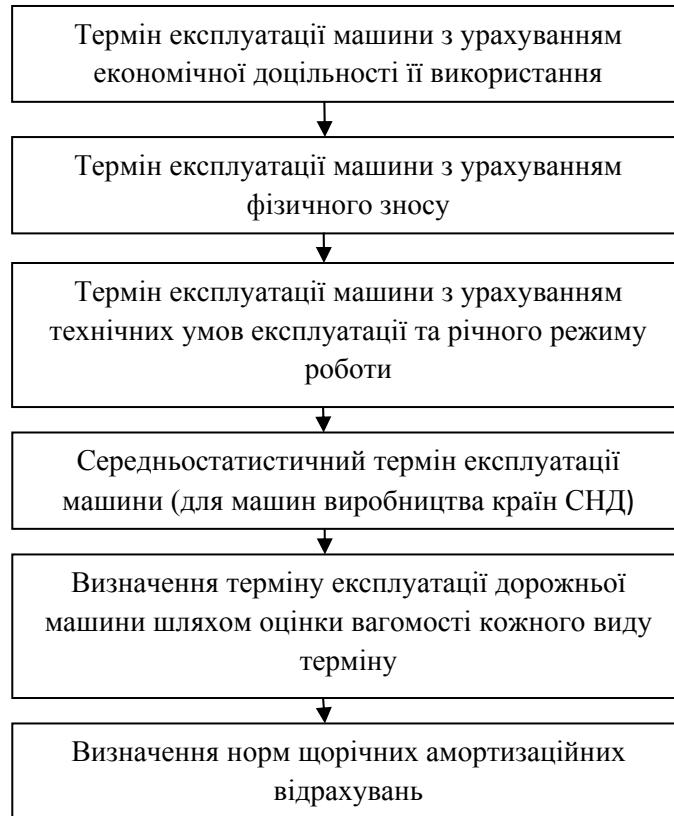 Термін експлуатації машини з урахуванням
економічної доцільності її використання
Термін експлуатації машини з урахуванням
фізичного зносу
Термін експлуатації машини з урахуванням
технічних умов експлуатації та річного режиму
роботи
Середньостатистичний термін експлуатації
машини (для машин виробництва країн СНД)
Визначення терміну експлуатації дорожньої
машини шляхом оцінки вагомості кожного виду
терміну
Визначення норм щорічних амортизаційних
відрахувань